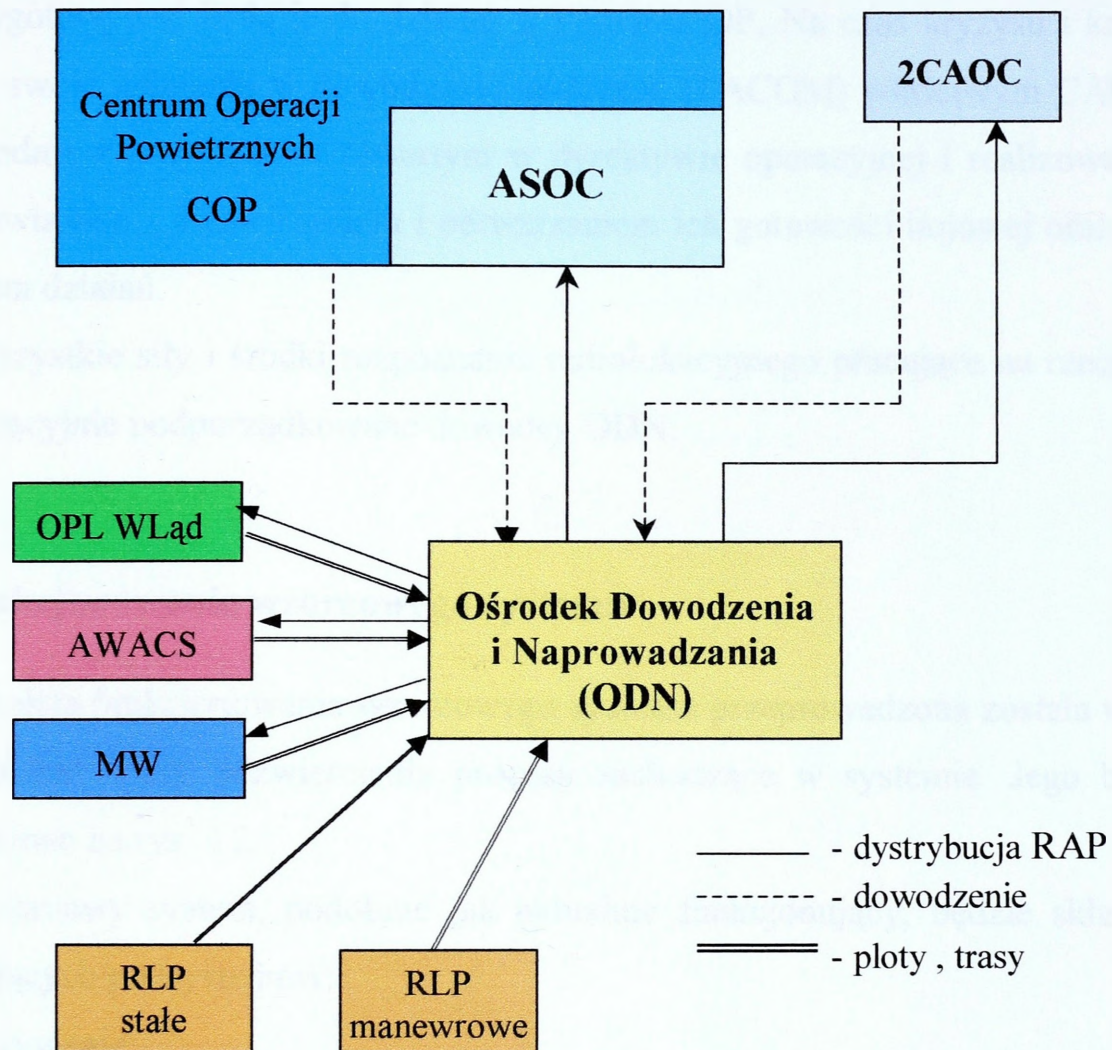 Centrum Operacji
Powietrznych
COP
ASOC
2CAOC
OPL WLąd
AWACS
MW
Ośrodek Dowodzenia
i Naprowadzania
(ODN)
RLP
stałe
RLP
manewrowe
- dystrybucja RAP
- dowodzenie
- ploty , trasy